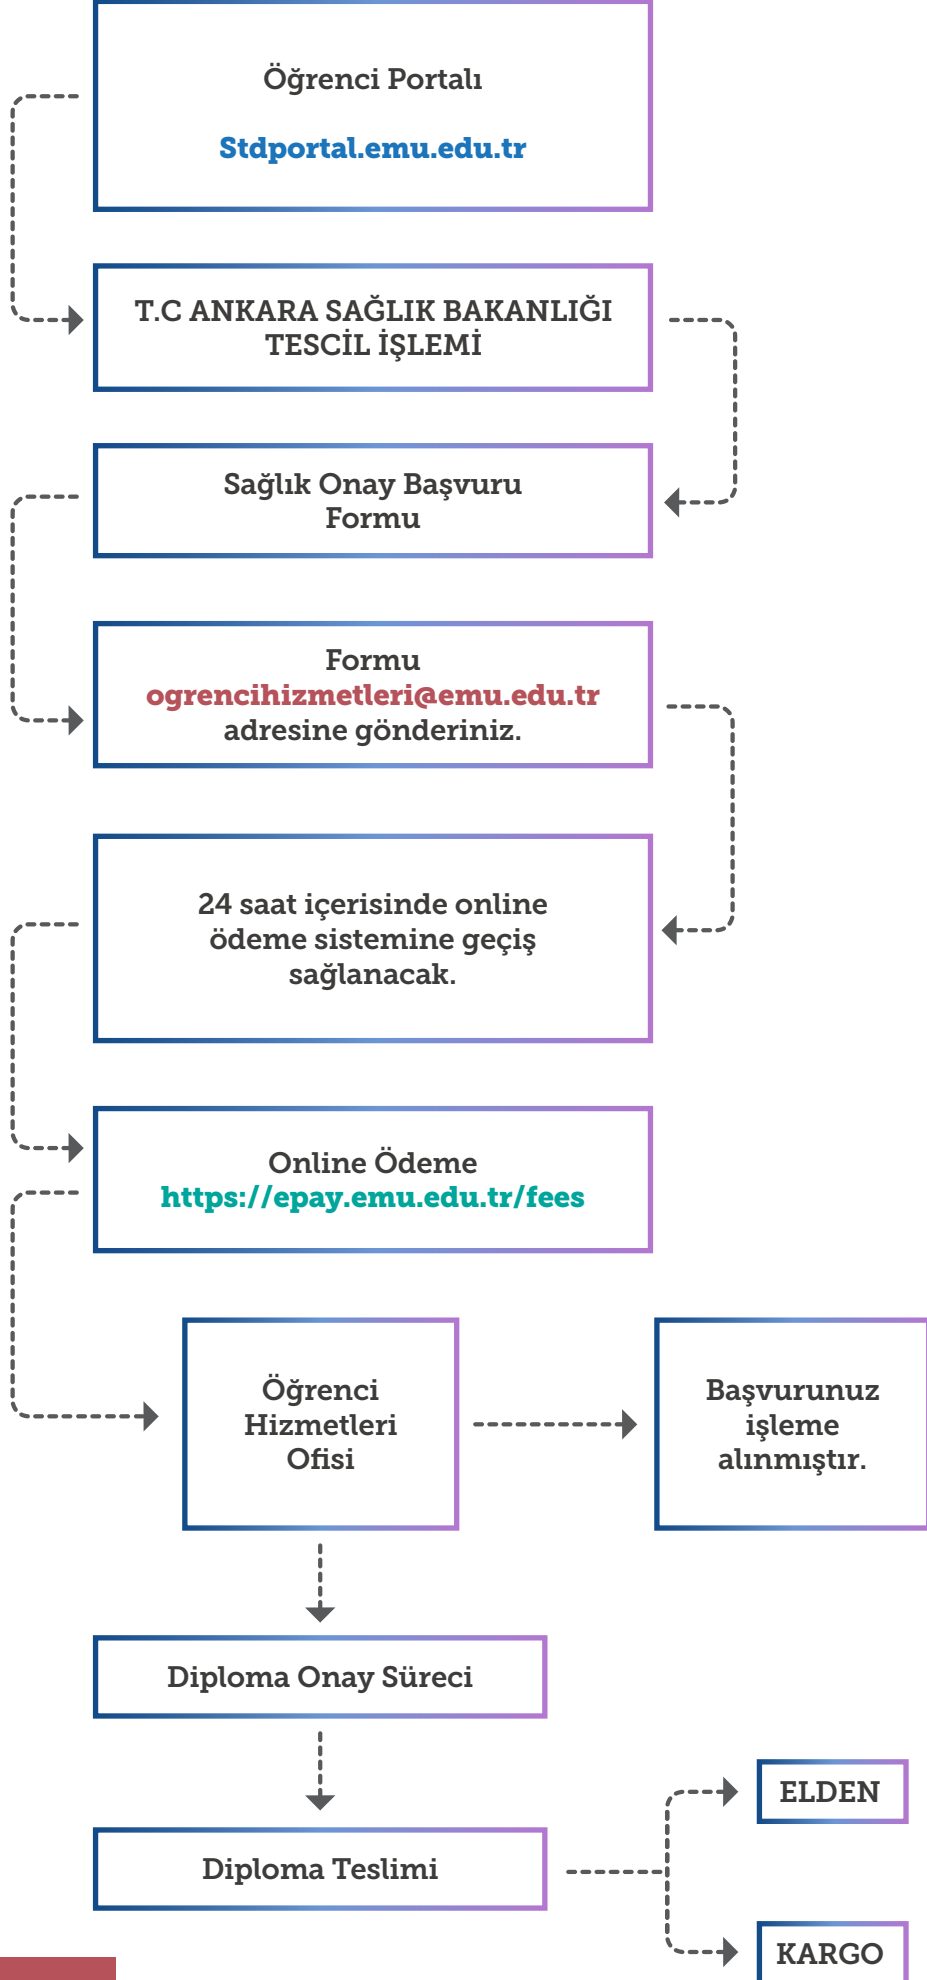 Öğrenci Portalı
Stdportal.emu.edu.tr
T.C ANKARA SAĞLIK BAKANLIĞI
TESCİL İŞLEMİ
Sağlık Onay Başvuru
Formu
Formu
ogrencihizmetleri@emu.edu.tr
adresine gönderiniz.
24 saat içerisinde online
ödeme sistemine geçiş
sağlanacak.
Online Ödeme
https://epay.emu.edu.tr/fees
Öğrenci
Hizmetleri
Ofisi
Başvurunuz
işleme
alınmıştır.
Diploma Onay Süreci
Diploma Teslimi
ELDEN
KARGO